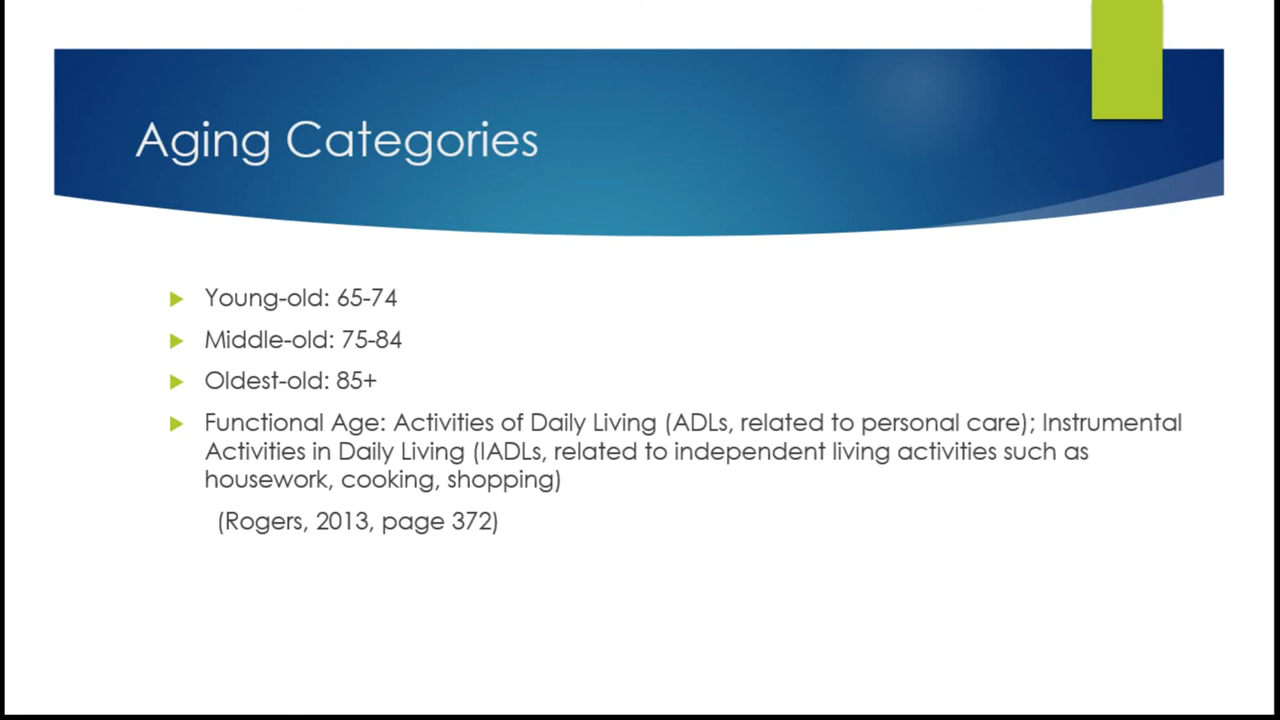 Aging Categories
Young-old: 65-74
Middle-old: 75-84
Oldest-old: 85+
Functional Age: Activities of Daily Living (ADLs, related to personal care); Instrumental
Activities in Daily Living (IADLs, related to independent living activities such as
housework, cooking, shopping)
(Rogers, 2013, page 372)